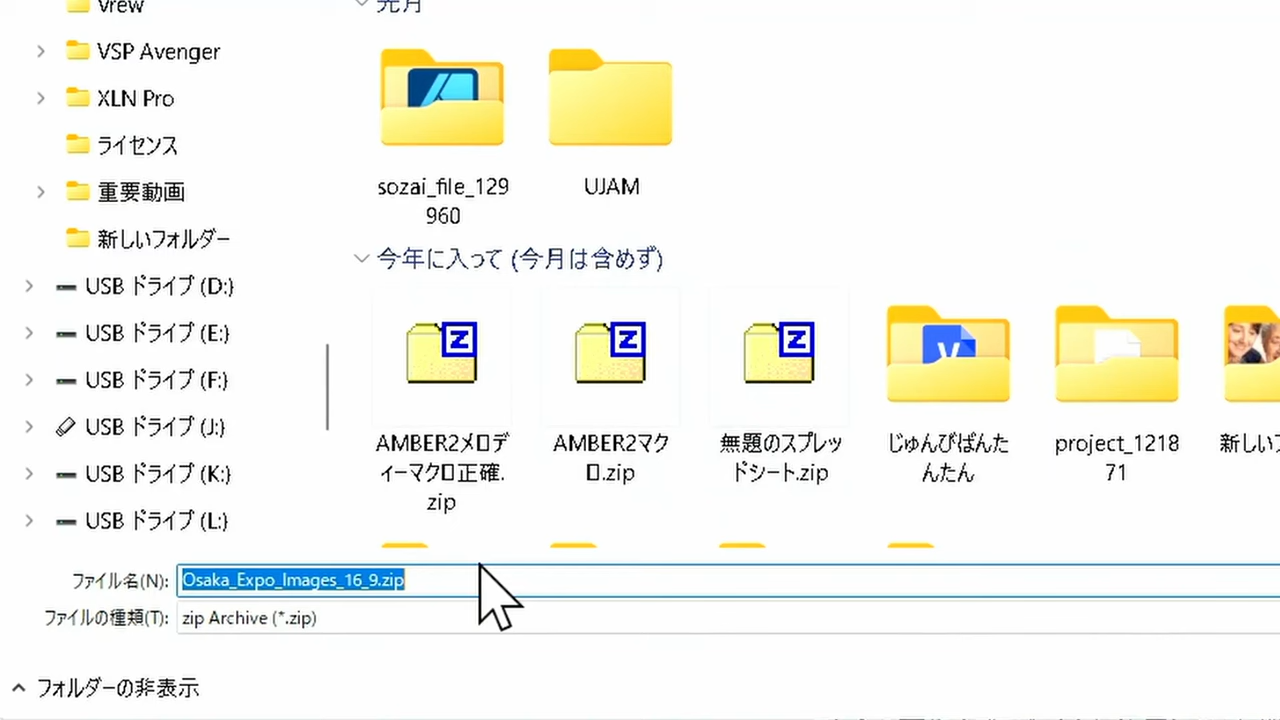 Vrew
先月
VSP Avenger
XLN Pro
ライセンス
重要動画
新しいフォルダー
USB ドライブ (D:)
USB ドライブ (E:)
USB ドライブ (F:)
USB ドライブ (J:)
USB ドライブ (K:)
USB ドライブ (L:)
sozai_file_129
960
UJAM
今年に入って (今月は含めず)
AMBER2メロデ
ィーマクロ正確.
zip
AMBER2マク
ロ.zip
無題のスプレッ
ドシート.zip
じゅんびばんた
んたん
project_1218
71
新しい
ファイル名(N):
Osaka_Expo_Images_16_9.zip
ファイルの種類(T):
zip Archive (*.zip)
フォルダーの非表示